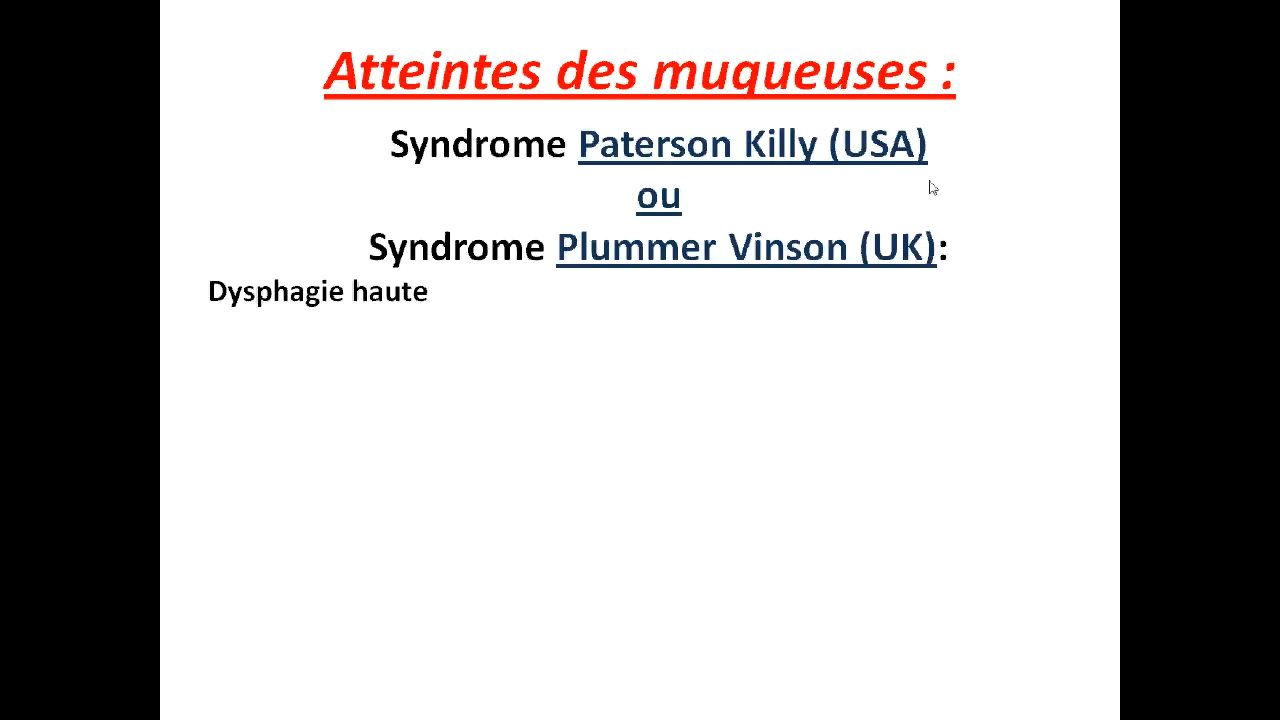 Atteintes des muqueuses :
Syndrome Paterson Killy (USA)
ou
Syndrome Plummer Vinson (UK):
Dysphagie haute